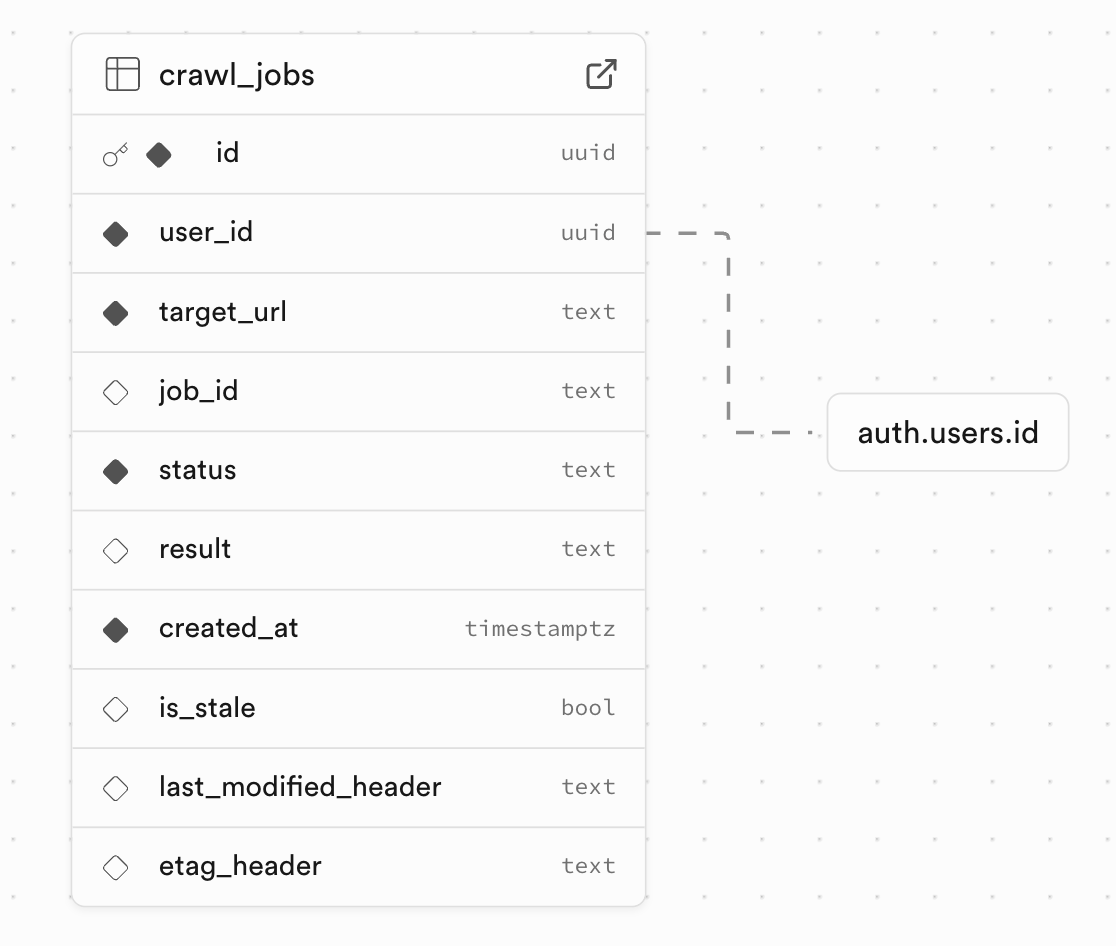 crawl_jobs
id uuid
user_id uuid
target_url text
job_id text
auth.users.id
status text
result text
created_at timestamptz
is_stale bool
last_modified_header text
etag_header text